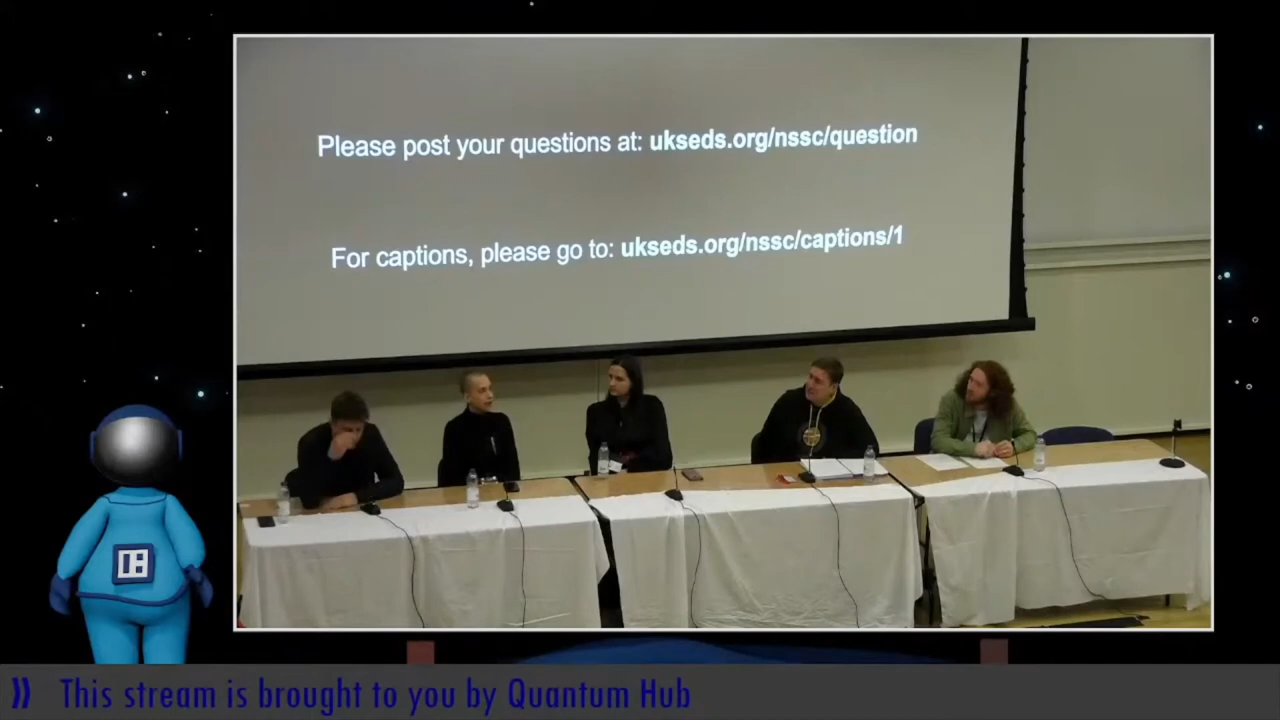 Please post your questions at: ukseds.org/nssc/question
For captions, please go to: ukseds.org/nssc/captions/1
» This stream is brought to you by Quantum Hub